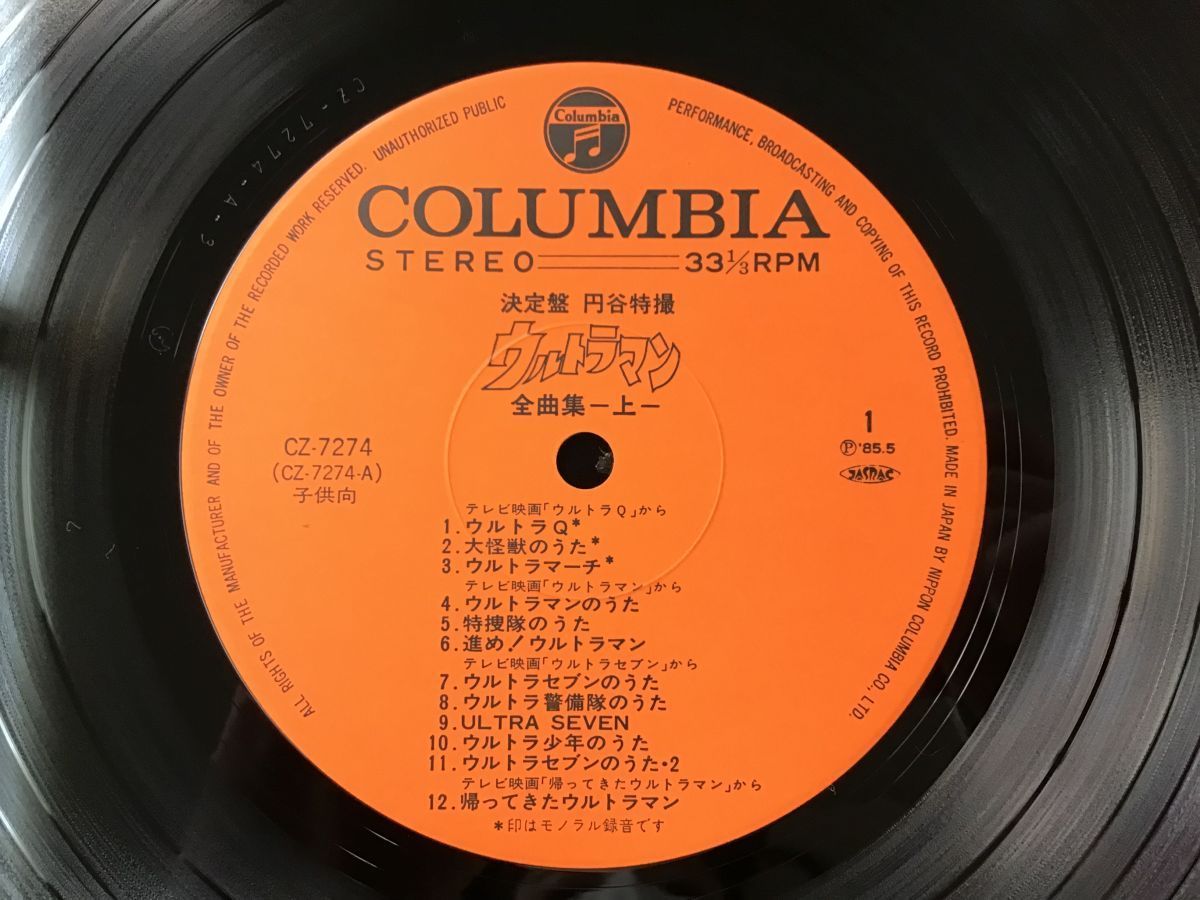 ALL RIGHTS OF THE MANUFACTURER AND OF THE OWNER OF THE RECORDED WORK RESERVED. UNAUTHORIZED PUBLIC PERFORMANCE, BROADCASTING AND COPYING OF THIS RECORD PROHIBITED. MADE IN JAPAN BY NIPPON COLUMBIA CO., LTD.
Columbia
COLUMBIA
STEREO 33⅓RPM
決定盤 円谷特撮
ウルトラマン
全曲集ー上ー
CZ-7274
(CZ-7274-A)
子供向
1
Ⓟ'85.5
JASRAC
テレビ映画「ウルトラQ」から
1.ウルトラQ*
2.大怪獣のうた*
3.ウルトラマーチ*
テレビ映画「ウルトラマン」から
4.ウルトラマンのうた
5.特捜隊のうた
6.進め!ウルトラマン
テレビ映画「ウルトラセブン」から
7.ウルトラセブンのうた
8.ウルトラ警備隊のうた
9.ULTRA SEVEN
10.ウルトラ少年のうた
11.ウルトラセブンのうた・2
テレビ映画「帰ってきたウルトラマン」から
12.帰ってきたウルトラマン
*印はモノラル録音です
CZ-7274-A-3